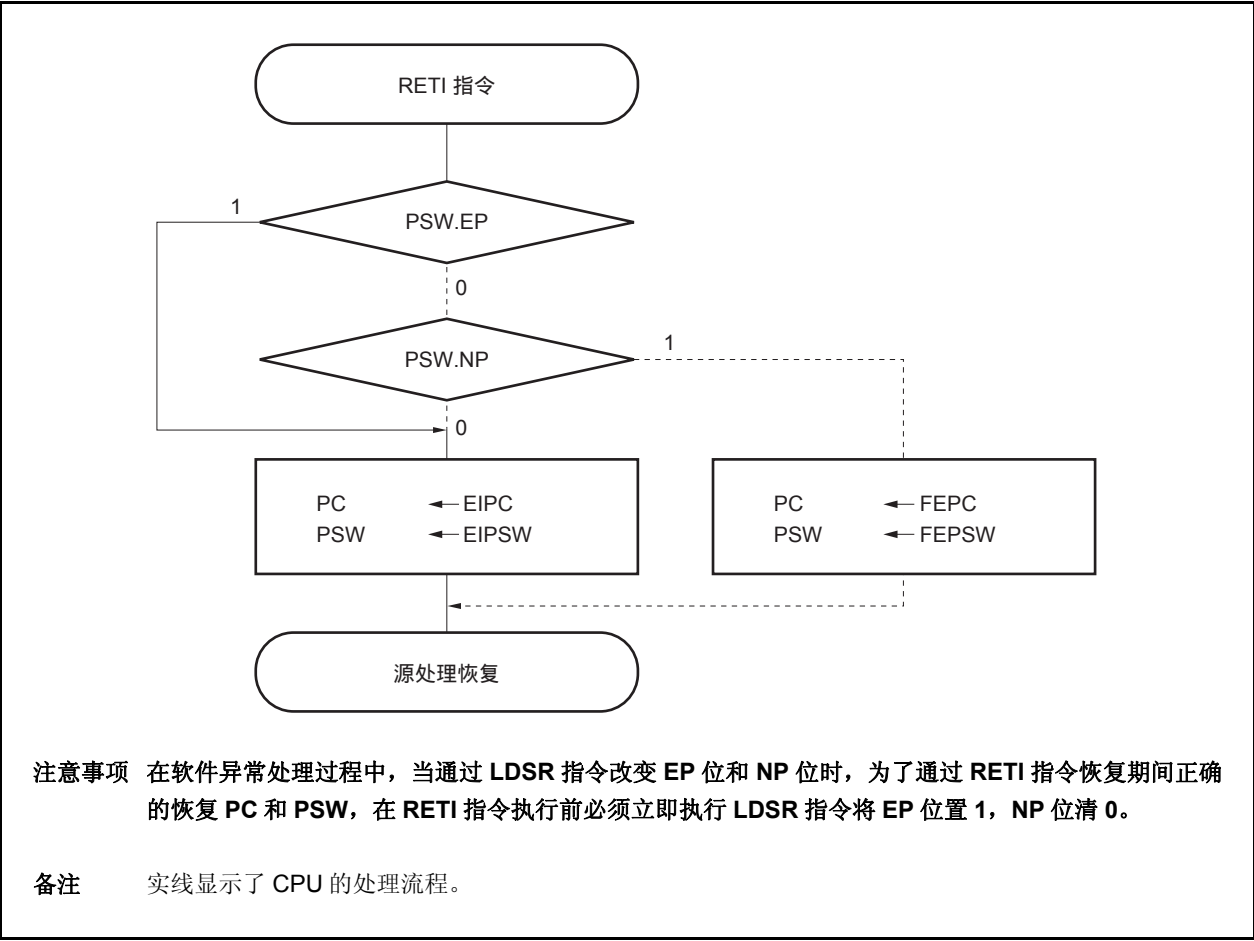 RETI 指令
PSW.EP
1
0
PSW.NP
1
0
PC ← EIPC
PSW ← EIPSW
PC ← FEPC
PSW ← FEPSW
源处理恢复
注意事项 在软件异常处理过程中，当通过 LDSR 指令改变 EP 位和 NP 位时，为了通过 RETI 指令恢复期间正确
的恢复 PC 和 PSW，在 RETI 指令执行前必须立即执行 LDSR 指令将 EP 位置 1，NP 位清 0。
备注 实线显示了 CPU 的处理流程。